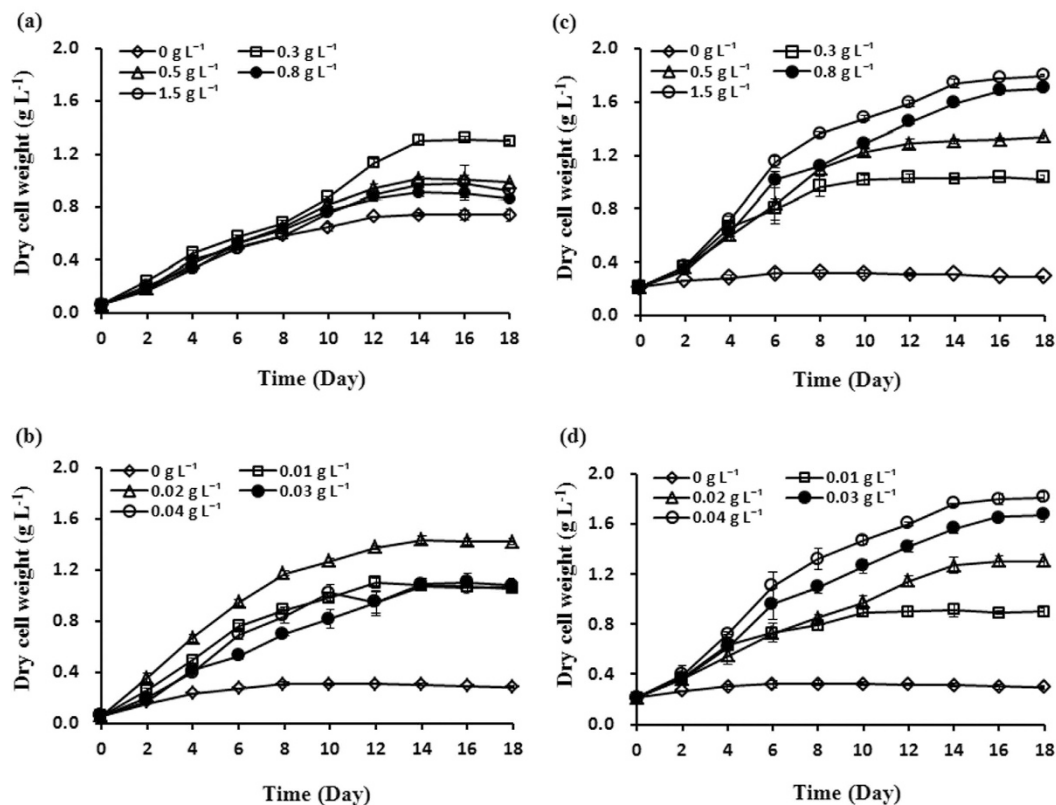 (a)
0 g L⁻¹ 0.3 g L⁻¹
0.5 g L⁻¹ 0.8 g L⁻¹
1.5 g L⁻¹
Dry cell weight (g L⁻¹)
2.0
1.6
1.2
0.8
0.4
0.0
0 2 4 6 8 10 12 14 16 18
Time (Day)
(c)
0 g L⁻¹ 0.3 g L⁻¹
0.5 g L⁻¹ 0.8 g L⁻¹
1.5 g L⁻¹
Dry cell weight (g L⁻¹)
2.0
1.6
1.2
0.8
0.4
0.0
0 2 4 6 8 10 12 14 16 18
Time (Day)
(b)
0 g L⁻¹ 0.01 g L⁻¹
0.02 g L⁻¹ 0.03 g L⁻¹
0.04 g L⁻¹
Dry cell weight (g L⁻¹)
2.0
1.6
1.2
0.8
0.4
0.0
0 2 4 6 8 10 12 14 16 18
Time (Day)
(d)
0 g L⁻¹ 0.01 g L⁻¹
0.02 g L⁻¹ 0.03 g L⁻¹
0.04 g L⁻¹
Dry cell weight (g L⁻¹)
2.0
1.6
1.2
0.8
0.4
0.0
0 2 4 6 8 10 12 14 16 18
Time (Day)